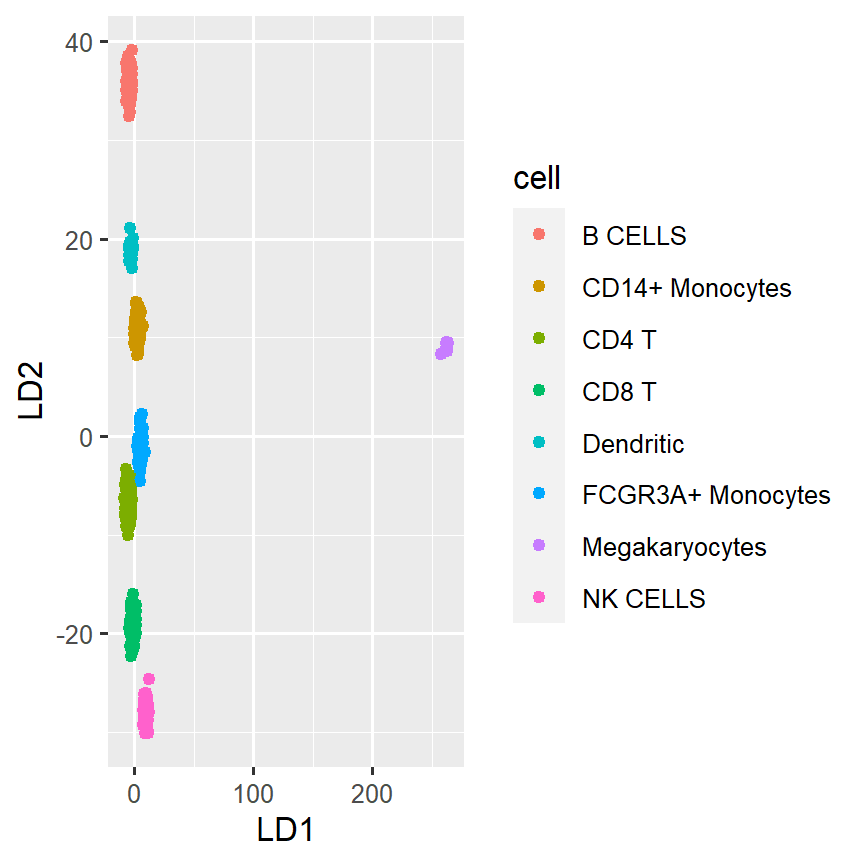 40
20
0
-20
LD2
0
100
200
LD1
cell
B CELLS
CD14+ Monocytes
CD4 T
CD8 T
Dendritic
FCGR3A+ Monocytes
Megakaryocytes
NK CELLS